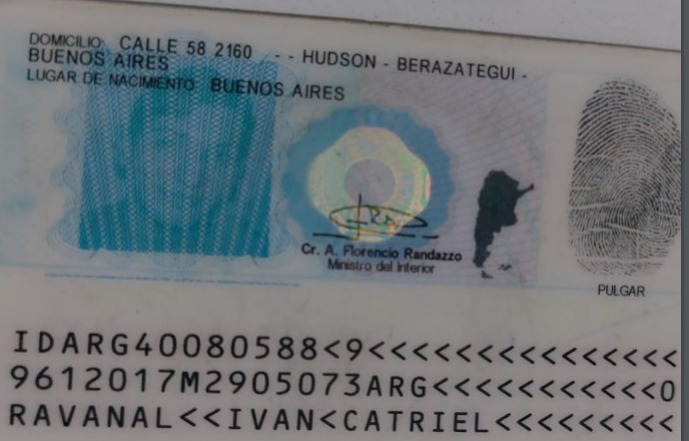 DOMICILIO: CALLE 58 2160 - - HUDSON - BERAZATEGUI -
BUENOS AIRES
LUGAR DE NACIMIENTO: BUENOS AIRES
Cr. A. Florencio Randazzo
Ministro del Interior
PULGAR
IDARG40080588<9<<<<<<<<<<<<<<<
9612017M2905073ARG<<<<<<<<<<<0
RAVANAL<<IVAN<CATRIEL<<<<<<<<<